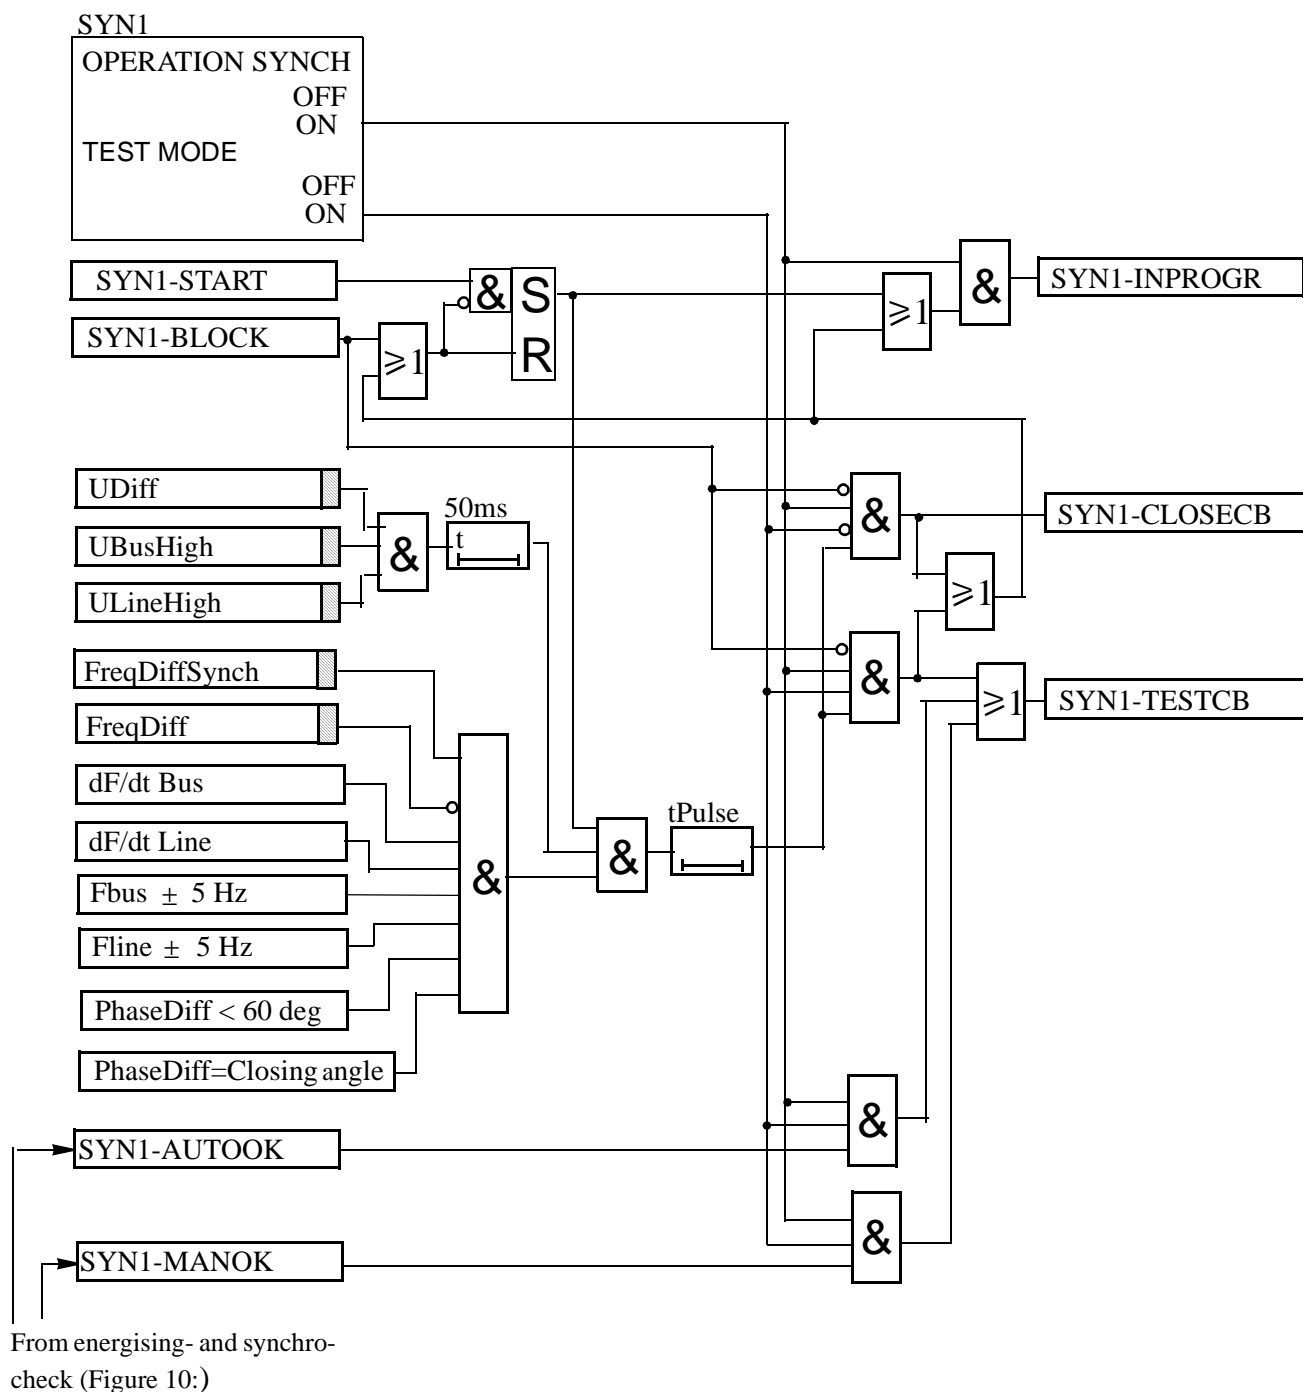 SYN1
OPERATION SYNCH
OFF
ON
TEST MODE
OFF
ON
SYN1-START
& S
SYN1-BLOCK
≥1
R
≥1
&
SYN1-INPROGR
UDiff
UBusHigh
ULineHigh
&
50ms
t
&
SYN1-CLOSECB
≥1
FreqDiffSynch
FreqDiff
dF/dt Bus
dF/dt Line
Fbus ± 5 Hz
Fline ± 5 Hz
PhaseDiff < 60 deg
PhaseDiff=Closing angle
&
&
tPulse
&
≥1
SYN1-TESTCB
SYN1-AUTOOK
&
SYN1-MANOK
&
From energising- and synchro-
check (Figure 10:)